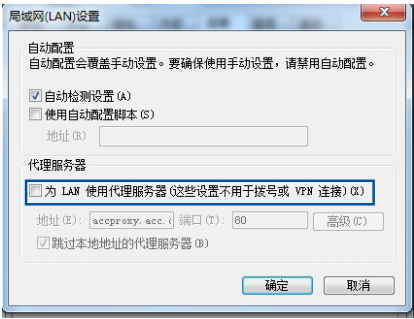 局域网(LAN)设置
自动配置
自动配置会覆盖手动设置。要确保使用手动设置，请禁用自动配置。
自动检测设置(A)
使用自动配置脚本(S)
地址(R)
代理服务器
为 LAN 使用代理服务器(这些设置不用于拨号或 VPN 连接)(X)
地址(E): accproxy.acc. 端口(T): 80 高级(C)
跳过本地地址的代理服务器(B)
确定 取消